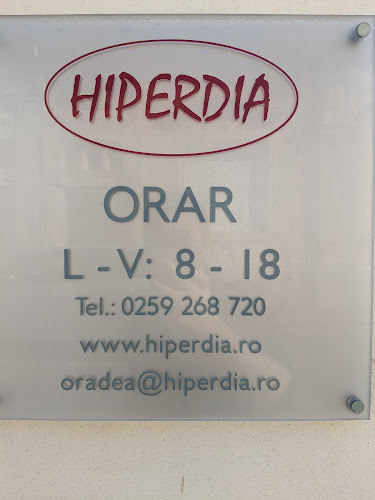 HIPERDIA
ORAR
L - V: 8 - 18
Tel.: 0259 268 720
www.hiperdia.ro
oradea@hiperdia.ro